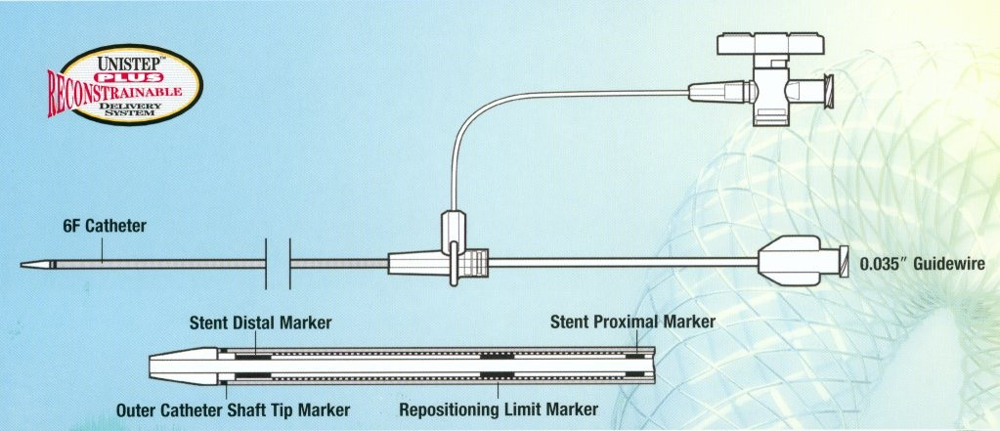 UNISTEP™
PLUS
RECONSTRAINABLE
DELIVERY
SYSTEM
6F Catheter
0.035" Guidewire
Stent Distal Marker
Stent Proximal Marker
Outer Catheter Shaft Tip Marker
Repositioning Limit Marker